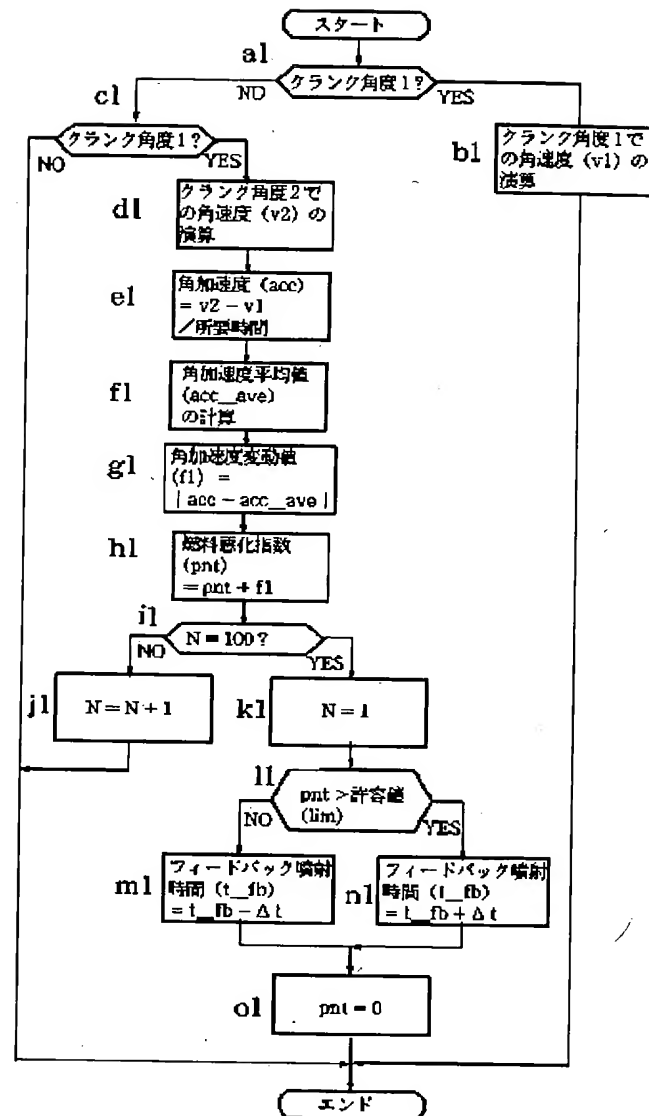 スタート
a1
クランク角度1?
NO
YES
c1
クランク角度1?
NO
YES
b1
クランク角度1で
の角速度(v1)の
演算
d1
クランク角度2で
の角速度(v2)の
演算
e1
角加速度(acc)
=v2-v1
/所要時間
f1
角加速度平均値
(acc__ave)
の計算
g1
角加速度変動値
(f1)=
|acc-acc__ave|
h1
燃料悪化指数
(pnt)
=pnt+f1
i1
N=100?
NO
YES
j1
N=N+1
k1
N=1
l1
pnt>許容値
(lim)
NO
YES
m1
フィードバック噴射
時間(t__fb)
=t__fb-Δt
n1
フィードバック噴射
時間(t__fb)
=t__fb+Δt
o1
pnt=0
エンド